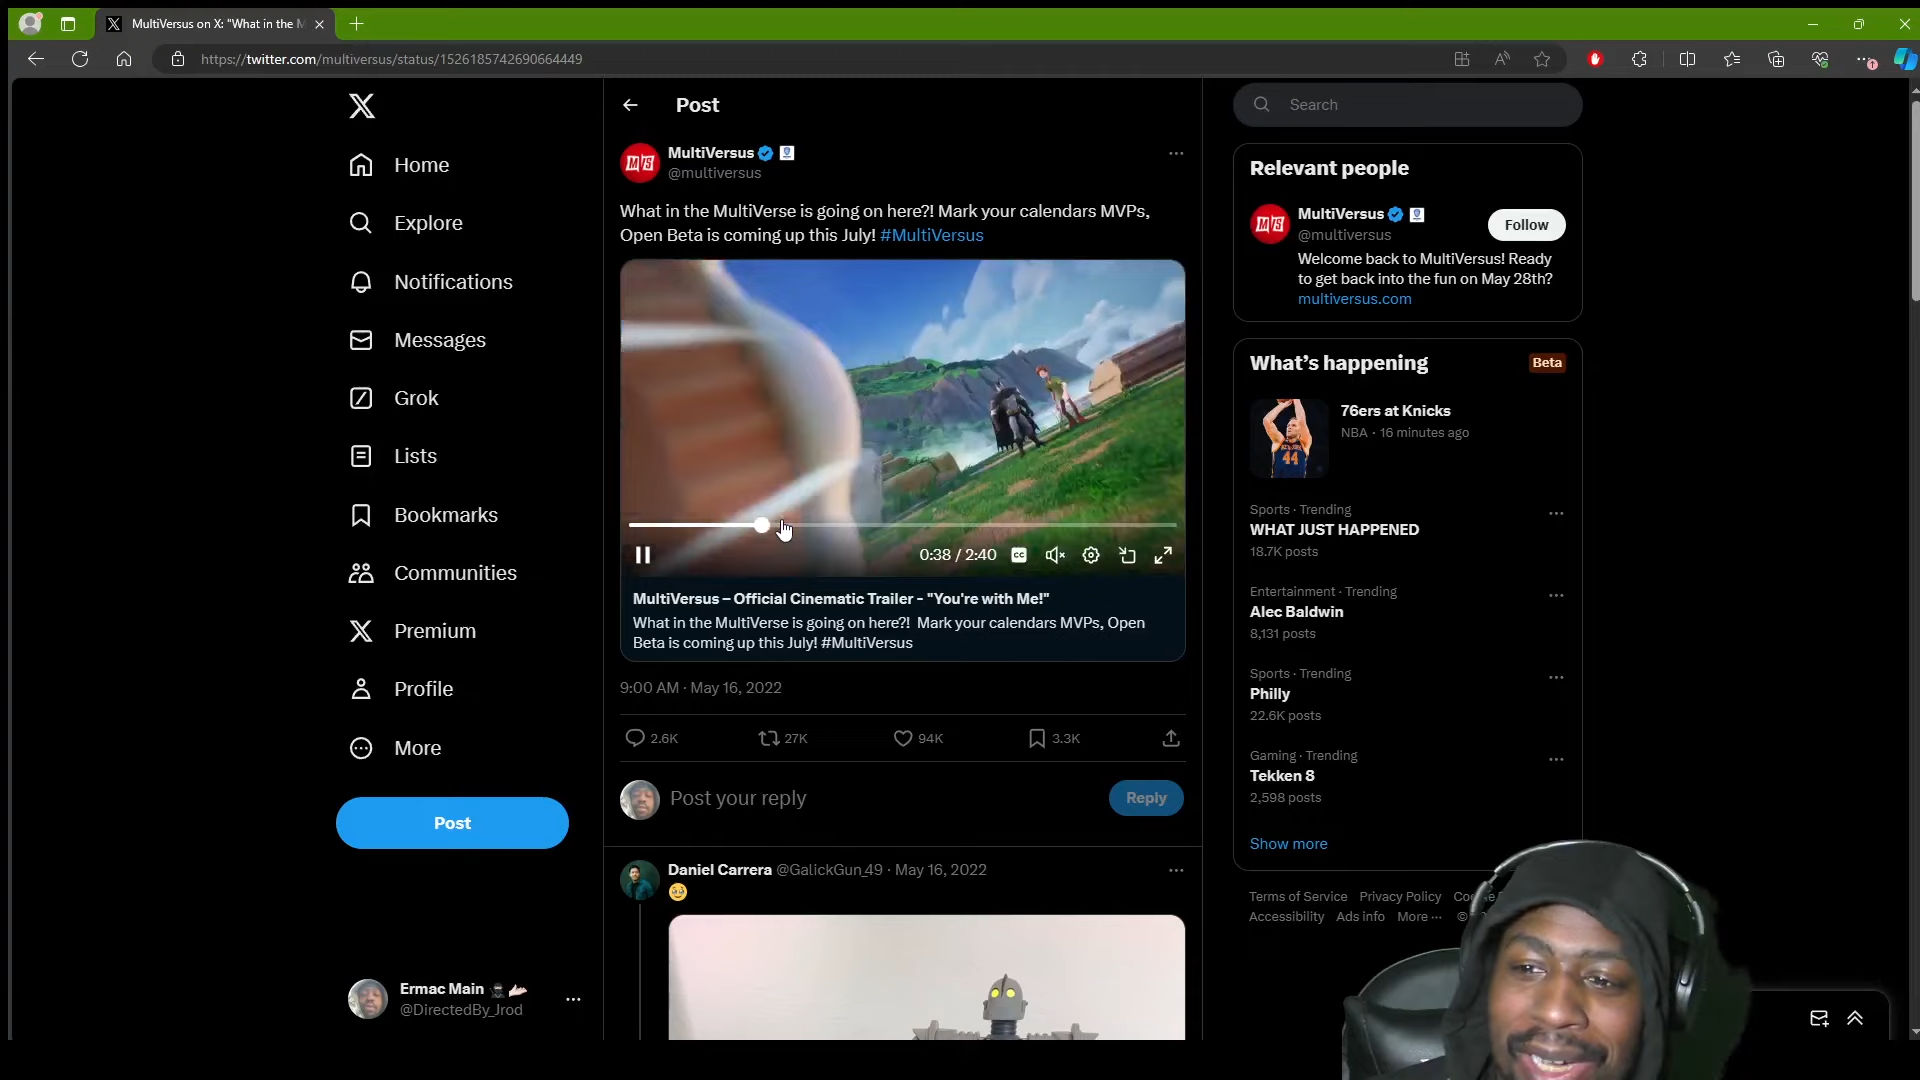 MultiVersus on X: "What in the M
https://twitter.com/multiversus/status/1526185742690664449
Home
Explore
Notifications
Messages
Grok
Lists
Bookmarks
Communities
Premium
Profile
More
Post
Ermac Main
@DirectedBy_Jrod
Post
MultiVersus
@multiversus
What in the MultiVerse is going on here?! Mark your calendars MVPs,
Open Beta is coming up this July! #MultiVersus
0:38 / 2:40
CC
MultiVersus – Official Cinematic Trailer - "You're with Me!"
What in the MultiVerse is going on here?! Mark your calendars MVPs, Open
Beta is coming up this July! #MultiVersus
9:00 AM · May 16, 2022
2.6K 27K 94K 3.3K
Post your reply
Reply
Daniel Carrera @GalickGun_49 · May 16, 2022
Search
Relevant people
MultiVersus
@multiversus
Follow
Welcome back to MultiVersus! Ready
to get back into the fun on May 28th?
multiversus.com
What's happening
Beta
76ers at Knicks
NBA · 16 minutes ago
44
Sports · Trending
WHAT JUST HAPPENED
18.7K posts
Entertainment · Trending
Alec Baldwin
8,131 posts
Sports · Trending
Philly
22.6K posts
Gaming · Trending
Tekken 8
2,598 posts
Show more
Terms of Service Privacy Policy
Accessibility Ads info More ··· ©